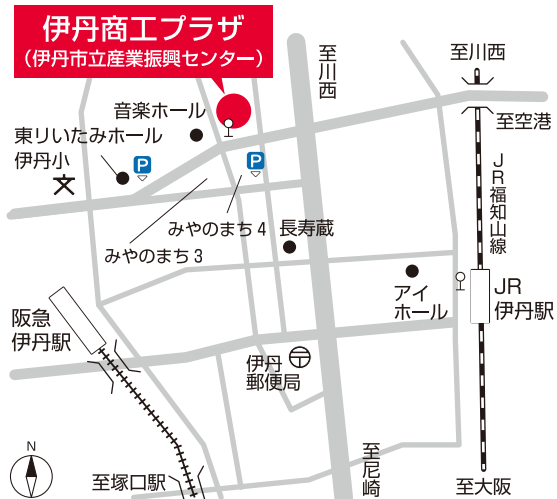 伊丹商工プラザ
（伊丹市立産業振興センター）
至川西
至川西
音楽ホール
至空港
東リいたみホール
伊丹小
文
P
P
JR福知山線
みやのまち4
長寿蔵
みやのまち3
アイ
ホール
JR
伊丹駅
阪急
伊丹駅
伊丹
郵便局
N
至尼崎
至塚口駅
至大阪